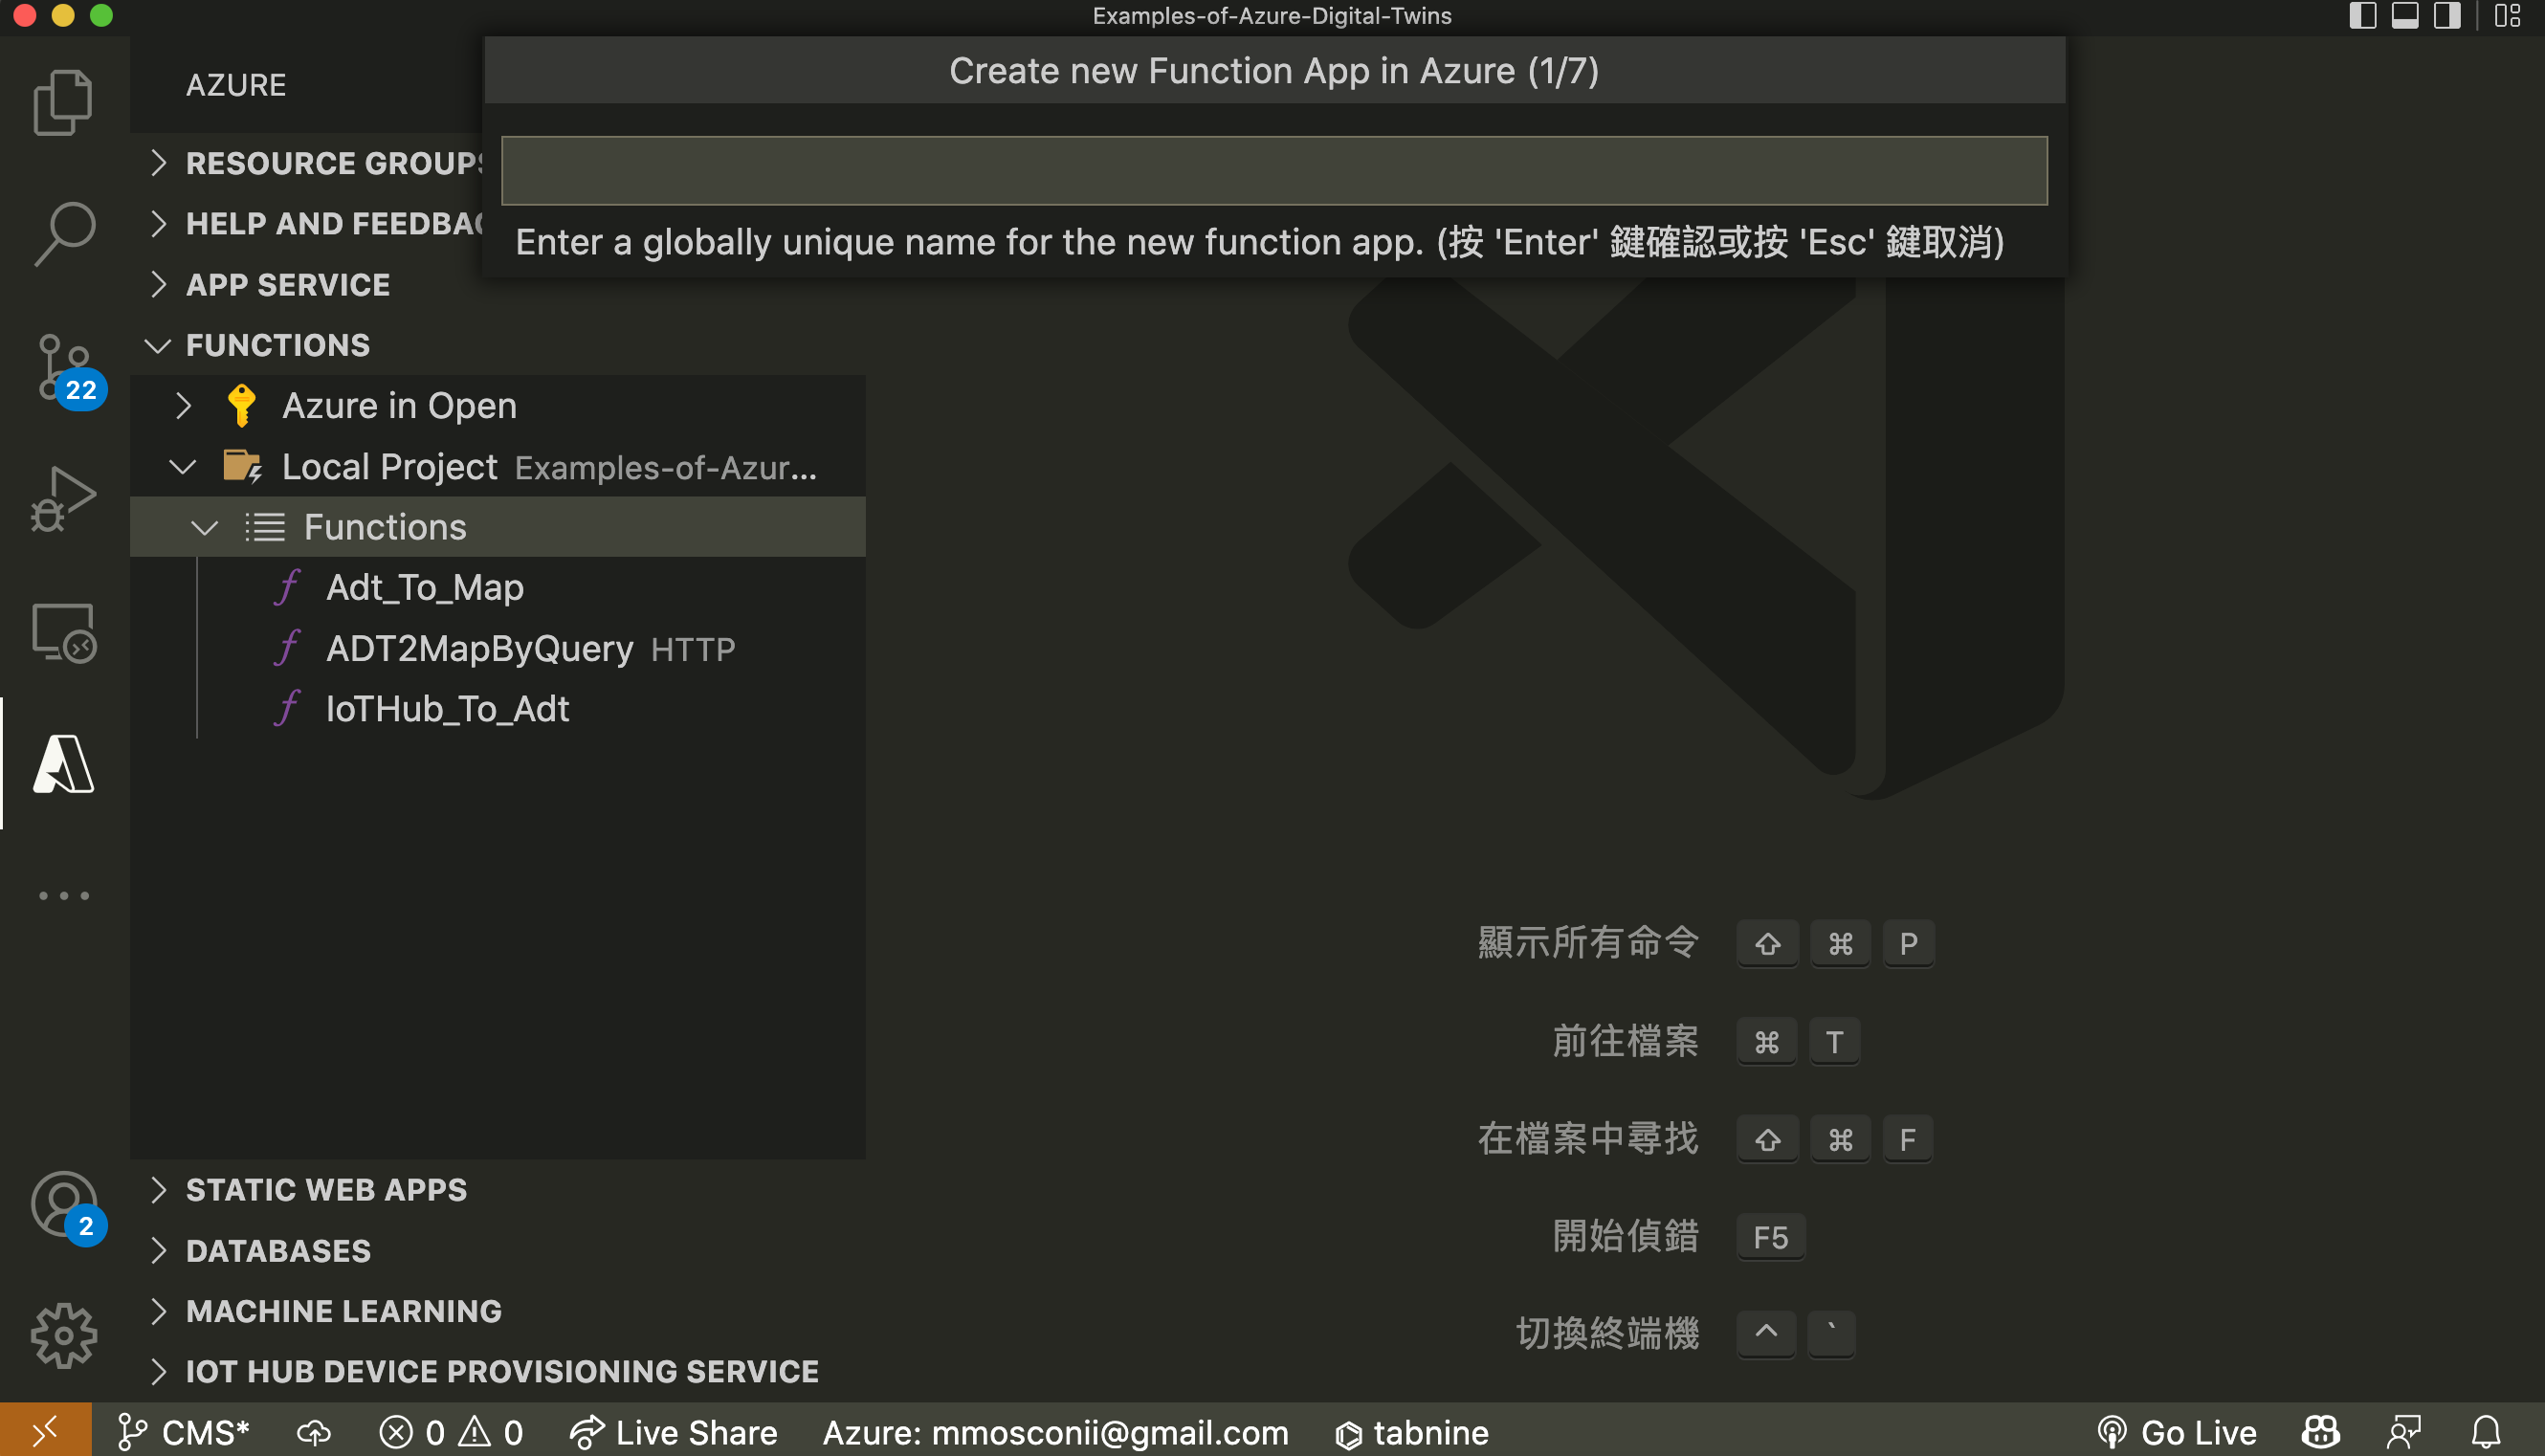 Examples-of-Azure-Digital-Twins
Create new Function App in Azure (1/7)
Enter a globally unique name for the new function app. (按 'Enter' 鍵確認或按 'Esc' 鍵取消)
AZURE
RESOURCE GROUPS
HELP AND FEEDBAC
APP SERVICE
FUNCTIONS
Azure in Open
Local Project Examples-of-Azur...
Functions
Adt_To_Map
ADT2MapByQuery HTTP
IoTHub_To_Adt
STATIC WEB APPS
DATABASES
MACHINE LEARNING
IOT HUB DEVICE PROVISIONING SERVICE
22
2
顯示所有命令 ⇧ ⌘ P
前往檔案 ⌘ T
在檔案中尋找 ⇧ ⌘ F
開始偵錯 F5
切換終端機 ^ `
CMS* 0 0 Live Share Azure: mmosconii@gmail.com tabnine Go Live